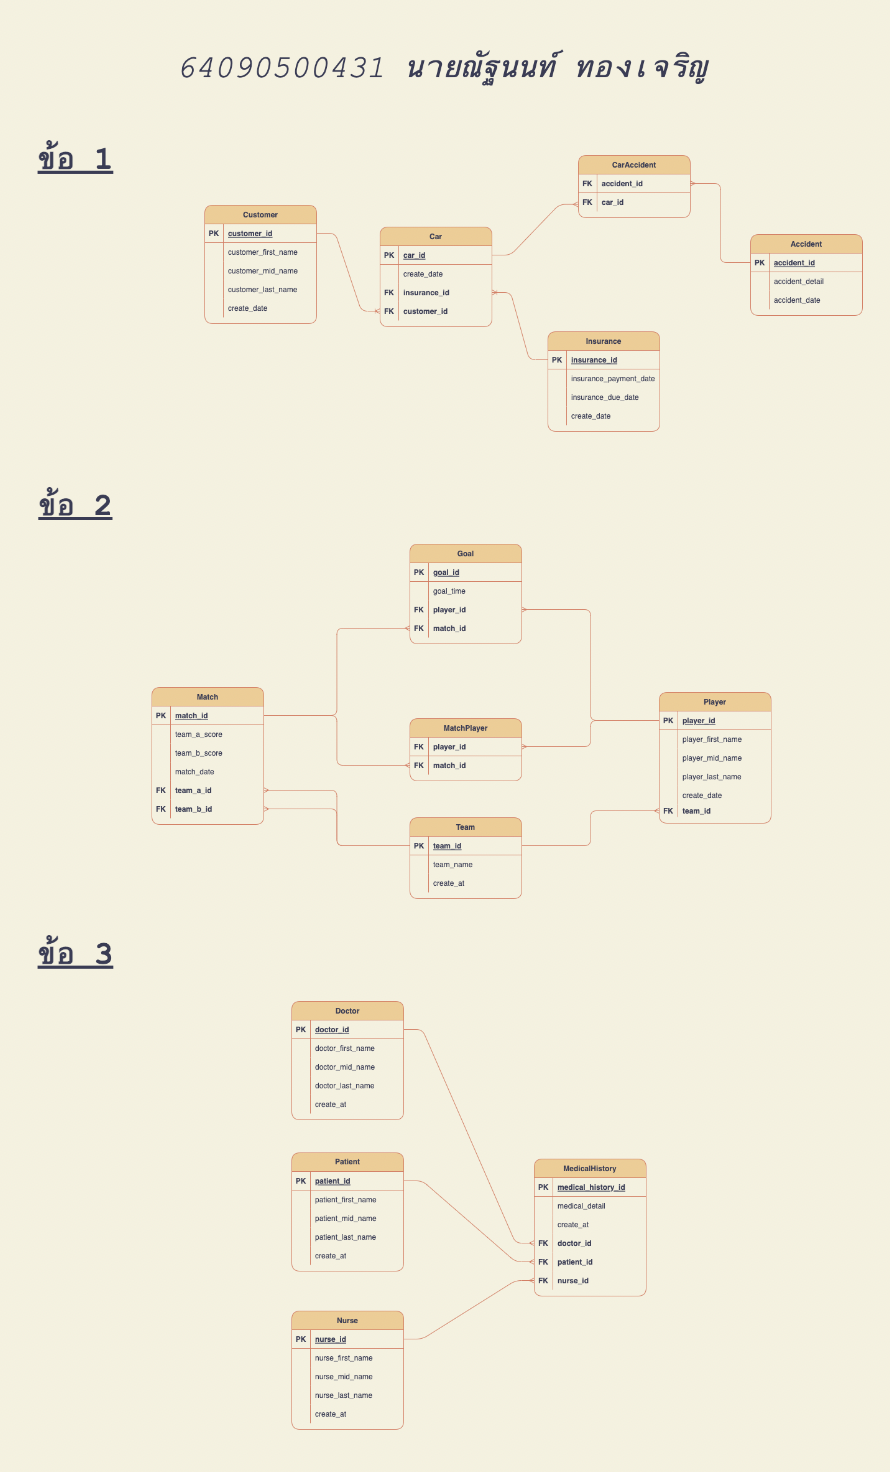 64090500431 นายณัฐนนท์ ทองเจริญ
ข้อ 1
Customer
PK customer_id
customer_first_name
customer_mid_name
customer_last_name
create_date
Car
PK car_id
create_date
FK insurance_id
FK customer_id
CarAccident
FK accident_id
FK car_id
Accident
PK accident_id
accident_detail
accident_date
Insurance
PK insurance_id
insurance_payment_date
insurance_due_date
create_date
ข้อ 2
Goal
PK goal_id
goal_time
FK player_id
FK match_id
Match
PK match_id
team_a_score
team_b_score
match_date
FK team_a_id
FK team_b_id
MatchPlayer
FK player_id
FK match_id
Player
PK player_id
player_first_name
player_mid_name
player_last_name
create_date
FK team_id
Team
PK team_id
team_name
create_at
ข้อ 3
Doctor
PK doctor_id
doctor_first_name
doctor_mid_name
doctor_last_name
create_at
Patient
PK patient_id
patient_first_name
patient_mid_name
patient_last_name
create_at
MedicalHistory
PK medical_history_id
medical_detail
create_at
FK doctor_id
FK patient_id
FK nurse_id
Nurse
PK nurse_id
nurse_first_name
nurse_mid_name
nurse_last_name
create_at